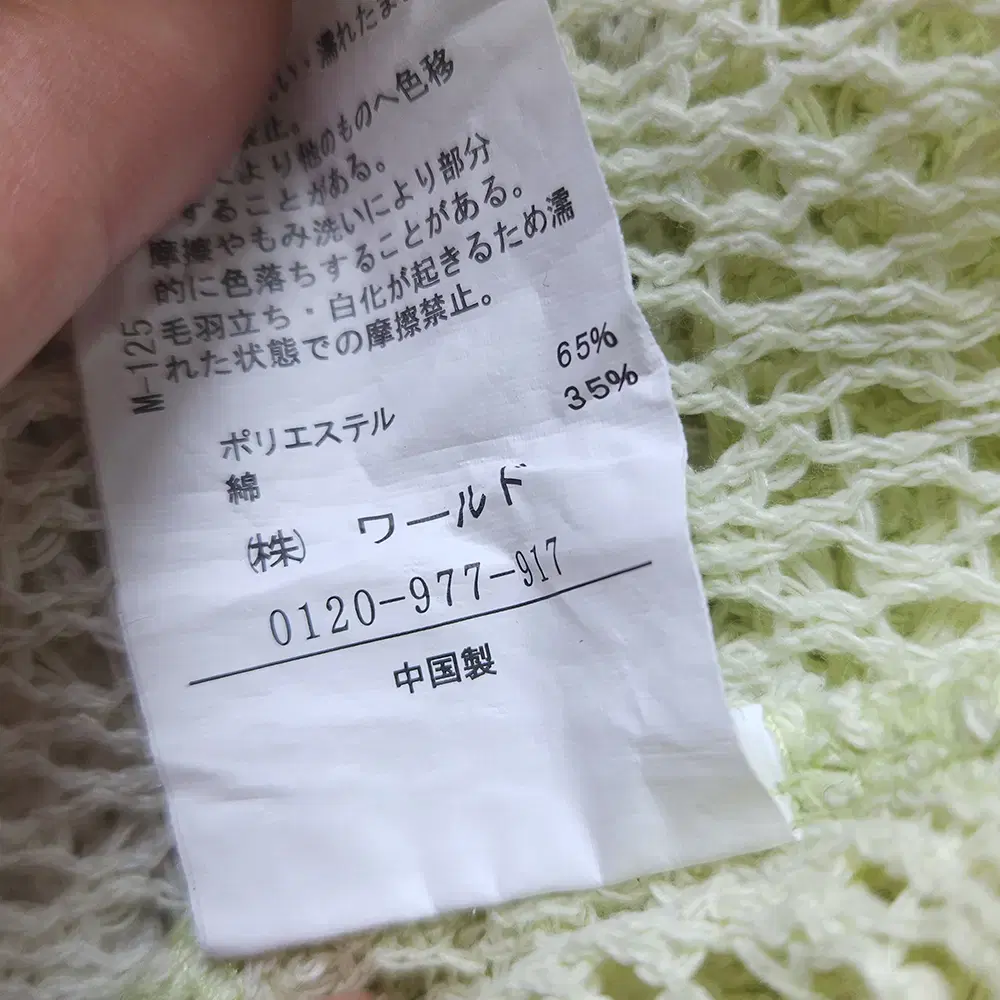 い・濡れたま
禁止。
より他のものへ色移
することがある。
摩擦やもみ洗いにより部分
的に色落ちすることがある。
毛羽立ち・白化が起きるため濡
れた状態での摩擦禁止。
M-125
ポリエステル 65%
綿 35%
(株) ワールド
0120-977-917
中国製